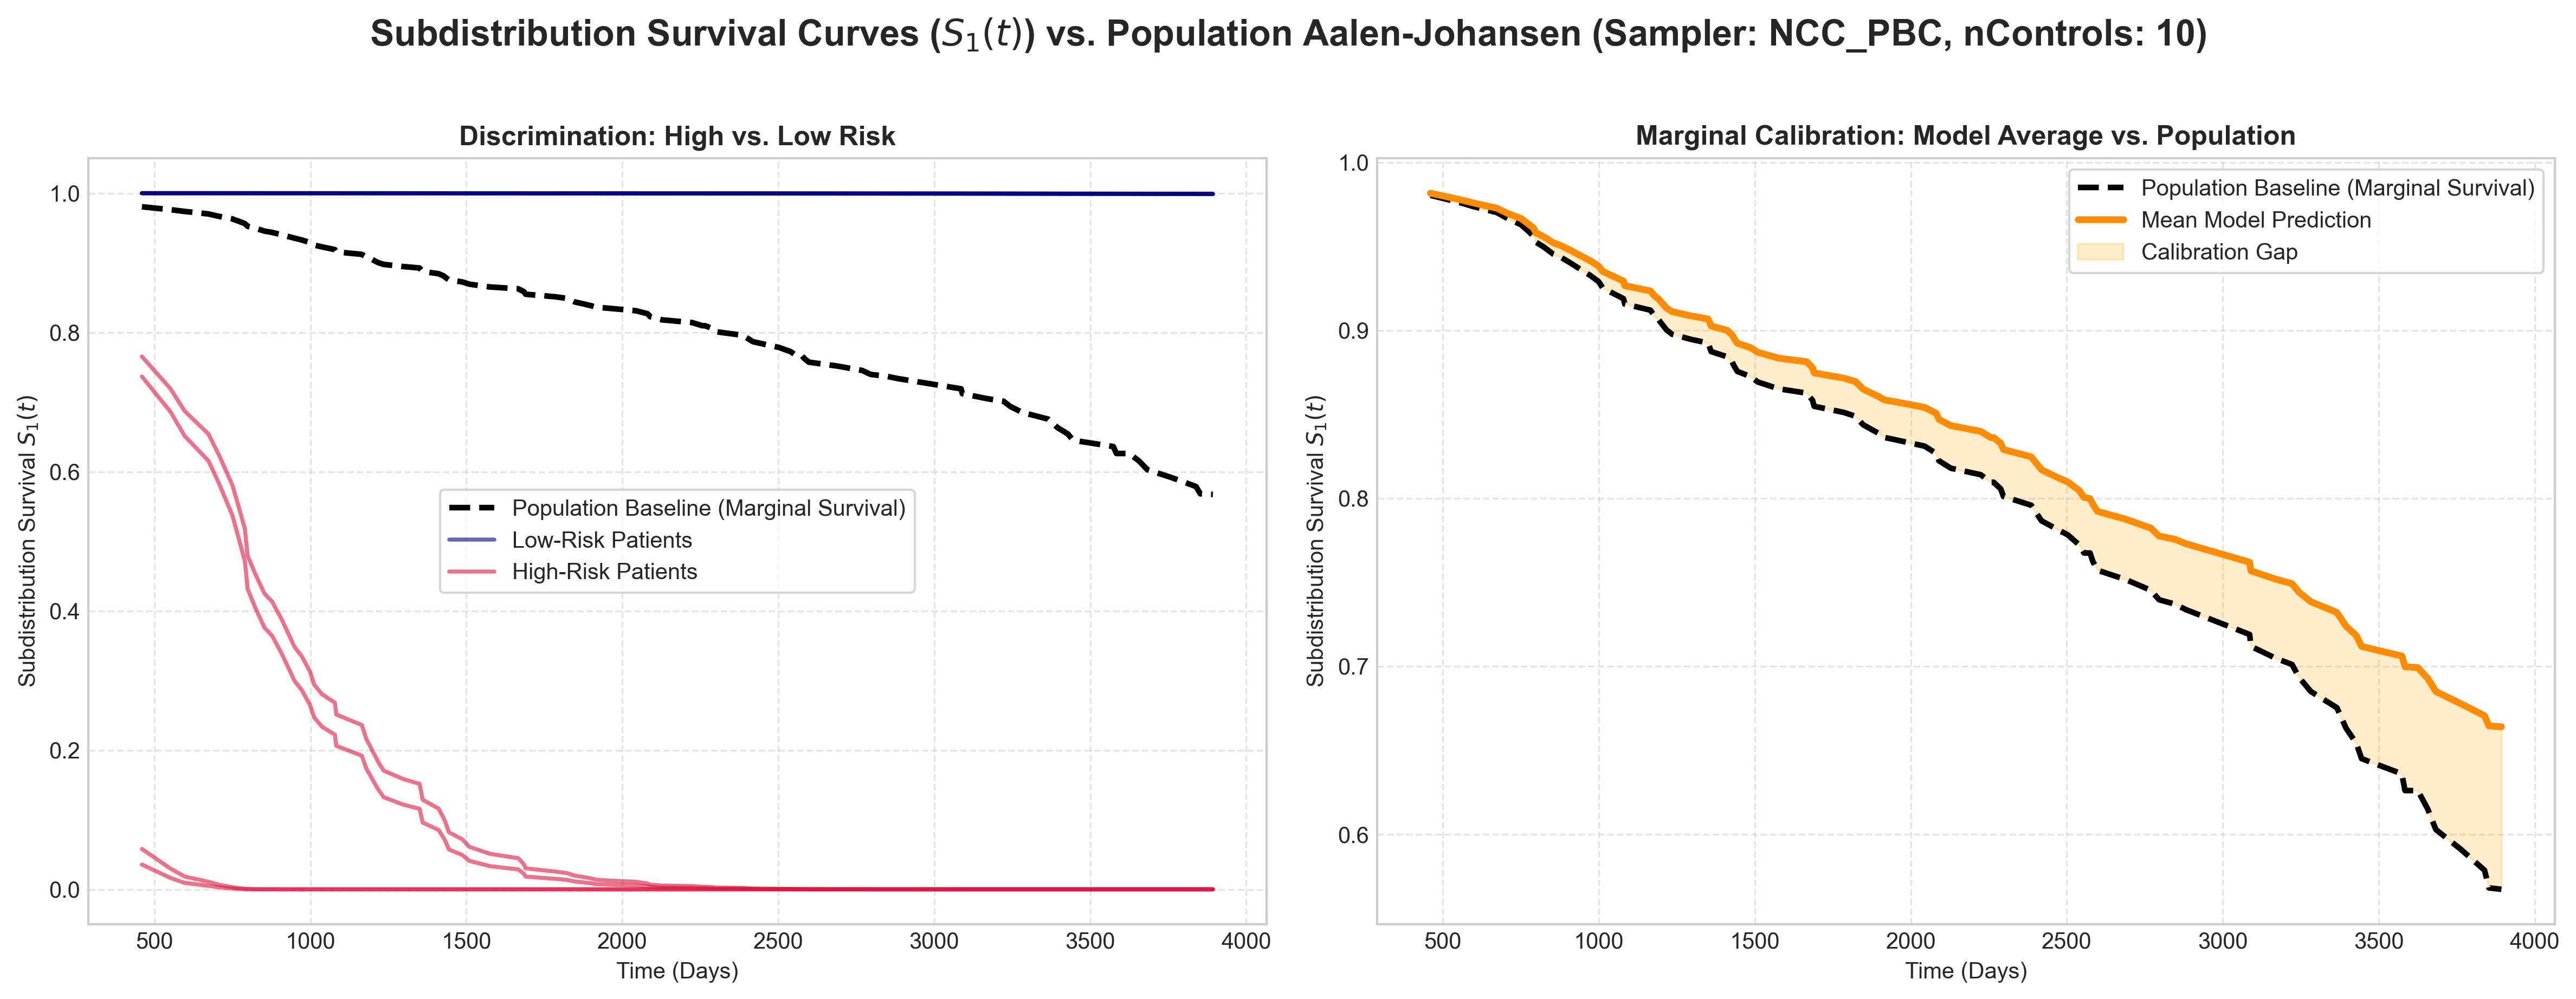 Subdistribution Survival Curves (S₁(t)) vs. Population Aalen-Johansen (Sampler: NCC_PBC, nControls: 10)
Discrimination: High vs. Low Risk
Subdistribution Survival S₁(t)
1.0
0.8
0.6
0.4
0.2
0.0
Population Baseline (Marginal Survival)
Low-Risk Patients
High-Risk Patients
500 1000 1500 2000 2500 3000 3500 4000
Time (Days)
Marginal Calibration: Model Average vs. Population
Subdistribution Survival S₁(t)
1.0
0.9
0.8
0.7
0.6
Population Baseline (Marginal Survival)
Mean Model Prediction
Calibration Gap
500 1000 1500 2000 2500 3000 3500 4000
Time (Days)